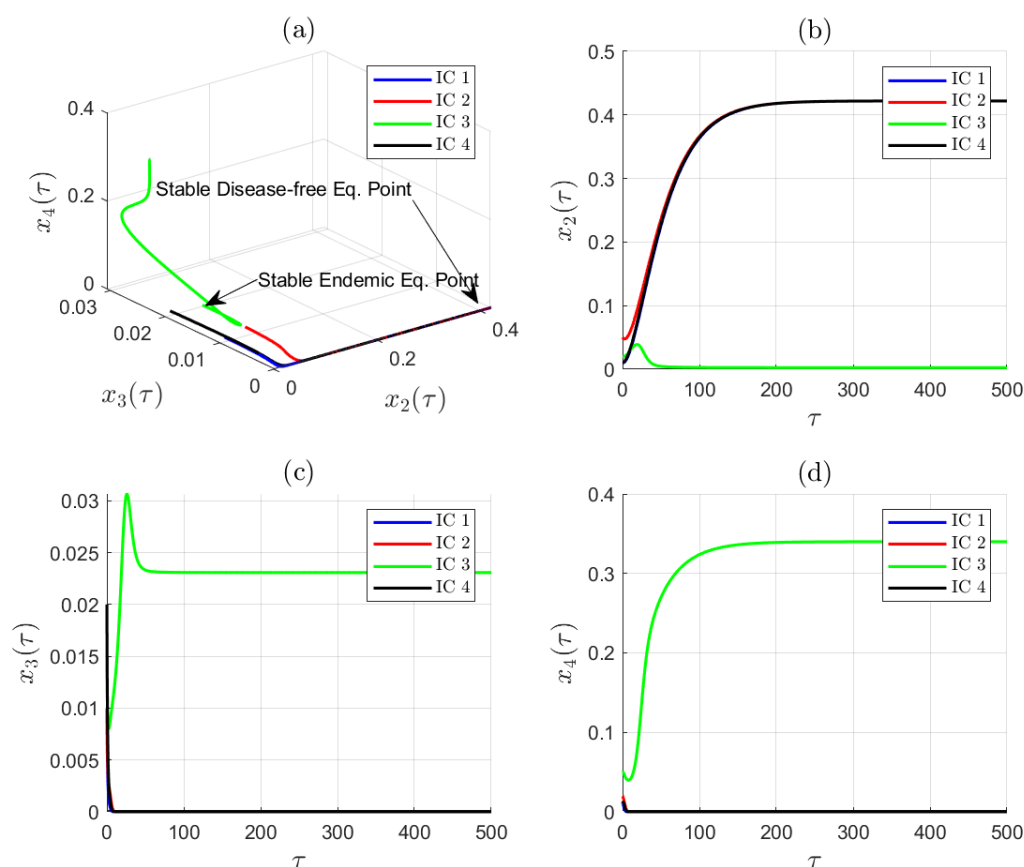 (a)
IC 1
IC 2
IC 3
IC 4
0.4
0.2
0
x₄(τ)
Stable Disease-free Eq. Point
Stable Endemic Eq. Point
0.03
0.02
0.01
0
x₃(τ)
0
0.2
0.4
x₂(τ)
(b)
IC 1
IC 2
IC 3
IC 4
0.5
0.4
0.3
0.2
0.1
0
x₂(τ)
0 100 200 300 400 500
τ
(c)
IC 1
IC 2
IC 3
IC 4
0.03
0.025
0.02
0.015
0.01
0.005
0
x₃(τ)
0 100 200 300 400 500
τ
(d)
IC 1
IC 2
IC 3
IC 4
0.4
0.3
0.2
0.1
0
x₄(τ)
0 100 200 300 400 500
τ